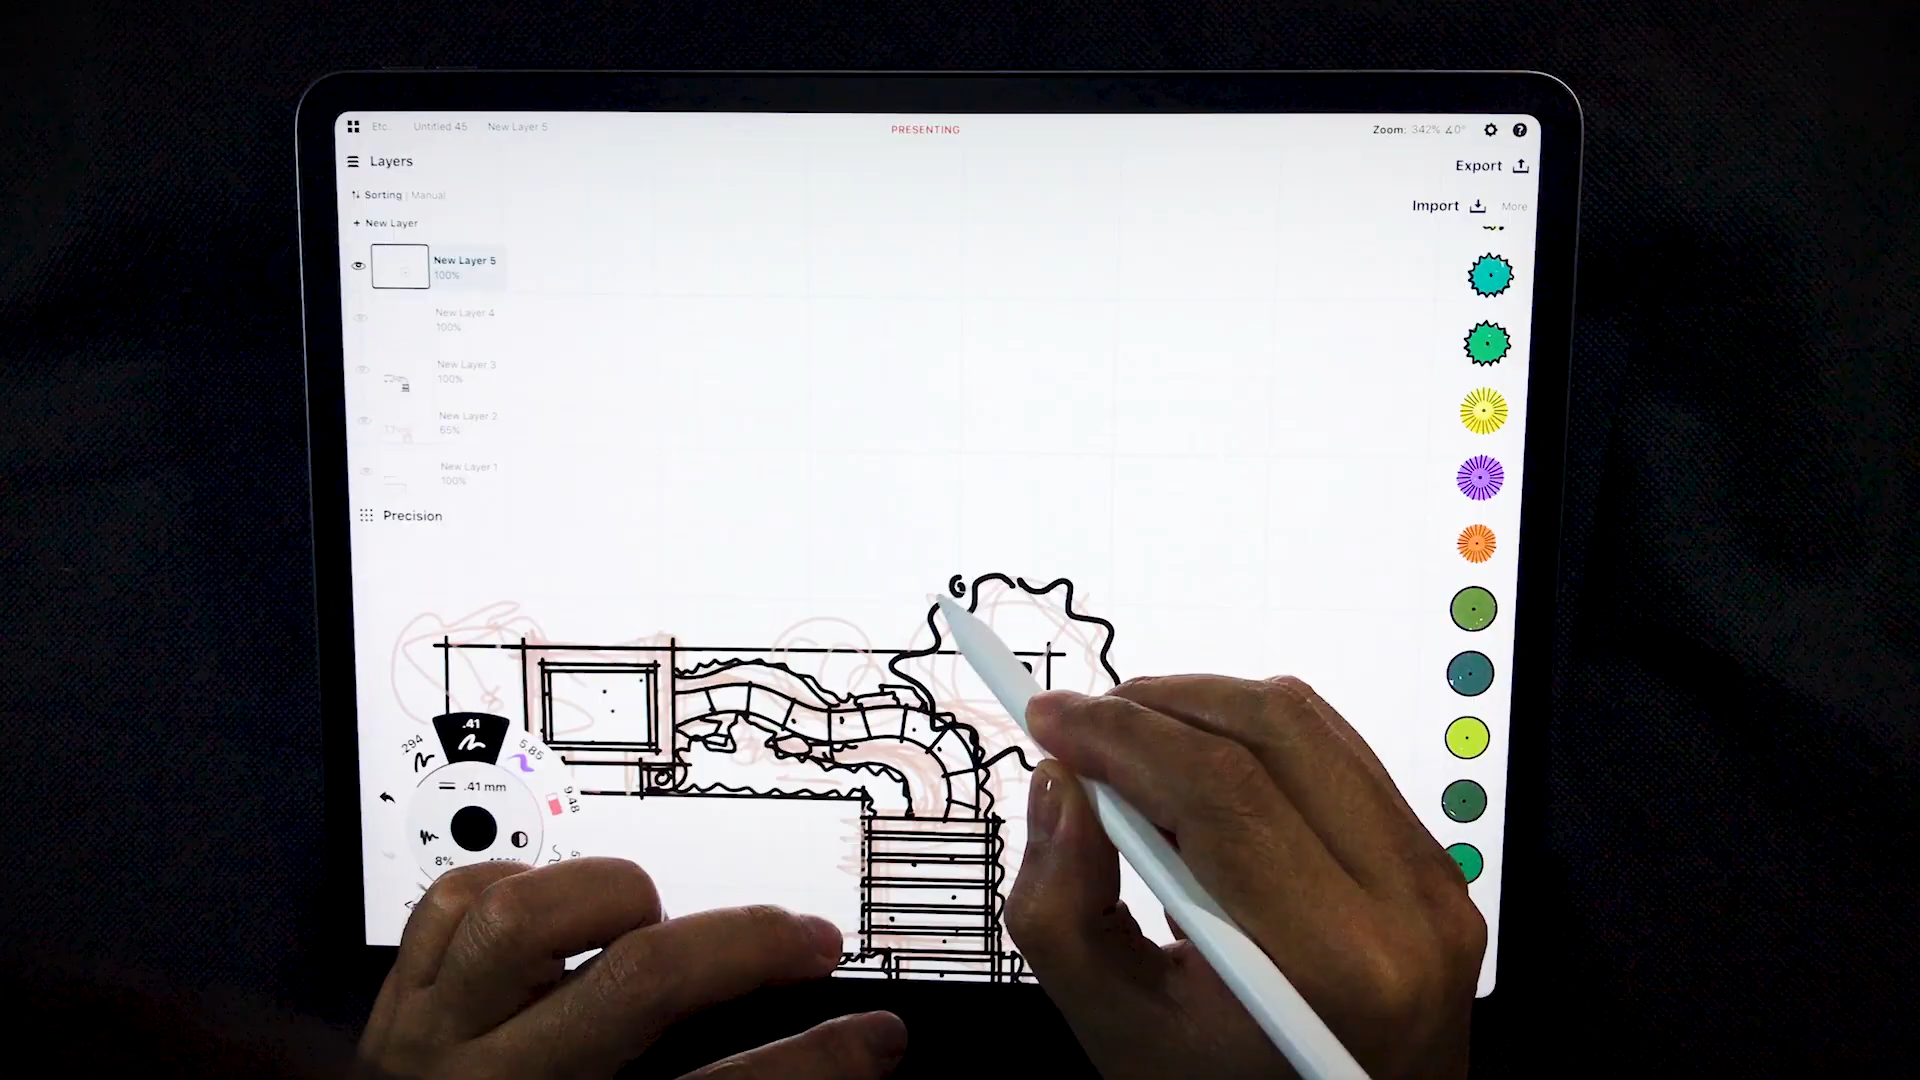 Etc. Untitled 45 New Layer 5
PRESENTING
Zoom: 342% ∡0°
Layers
Export
Sorting | Manual
Import More
+ New Layer
New Layer 5
100%
New Layer 4
100%
New Layer 3
100%
New Layer 2
65%
New Layer 1
100%
Precision
.41
.294
5.85
9.48
.41 mm
8%